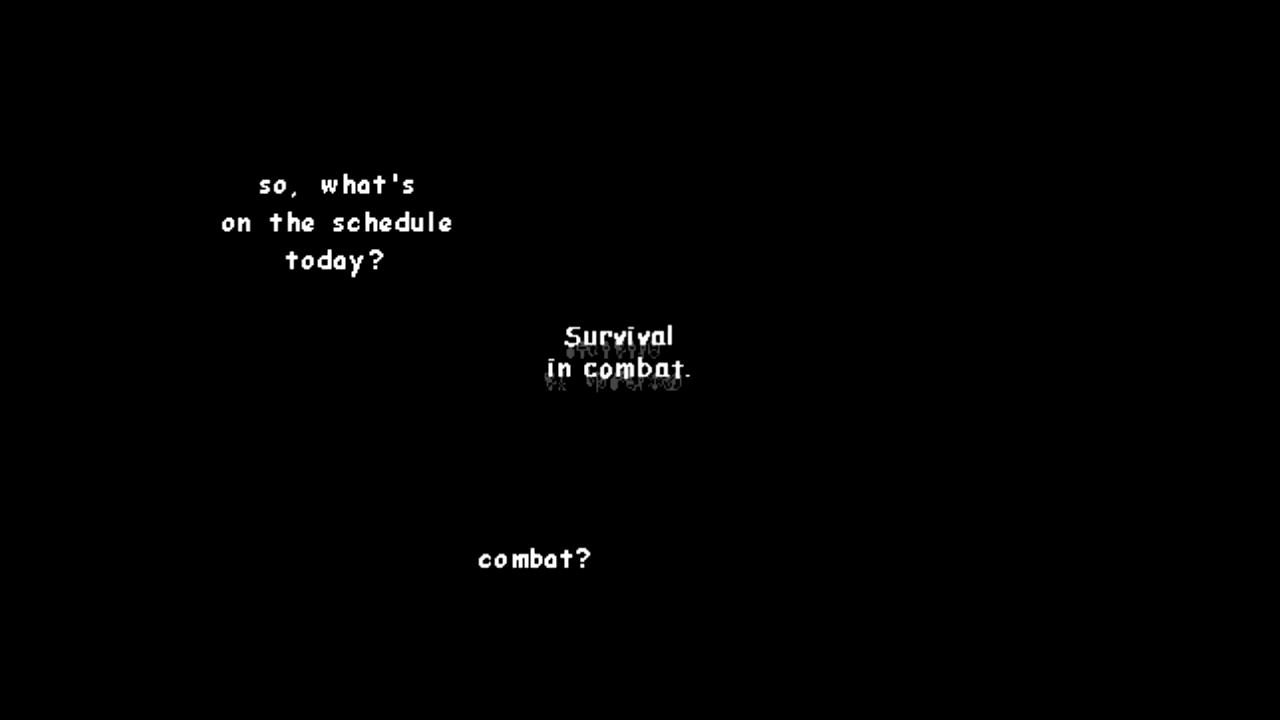 so, what's
on the schedule
today?
Survival
in combat.
combat?